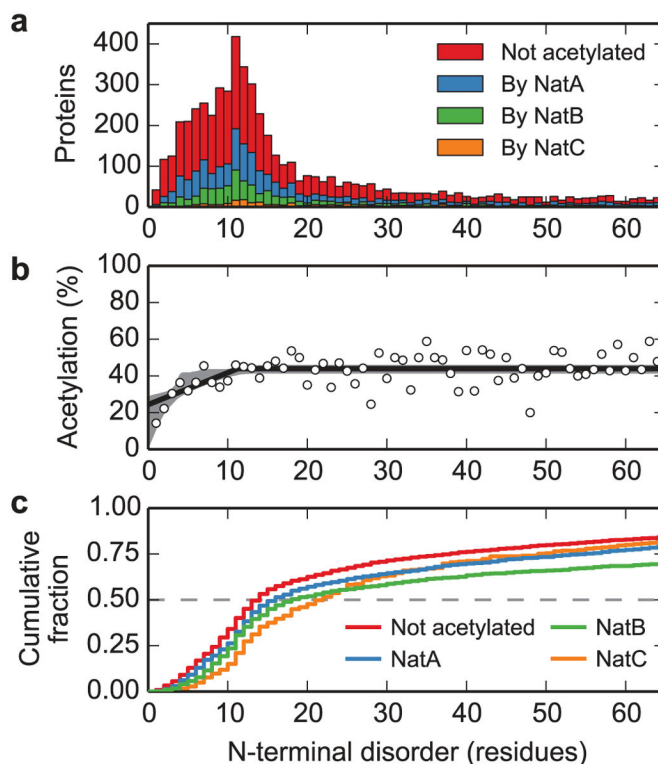 a
400
300
200
100
0
Proteins
Not acetylated
By NatA
By NatB
By NatC
0 10 20 30 40 50 60
b
100
80
60
40
20
0
Acetylation (%)
0 10 20 30 40 50 60
c
1.00
0.75
0.50
0.25
0.00
Cumulative
fraction
Not acetylated NatB
NatA NatC
0 10 20 30 40 50 60
N-terminal disorder (residues)